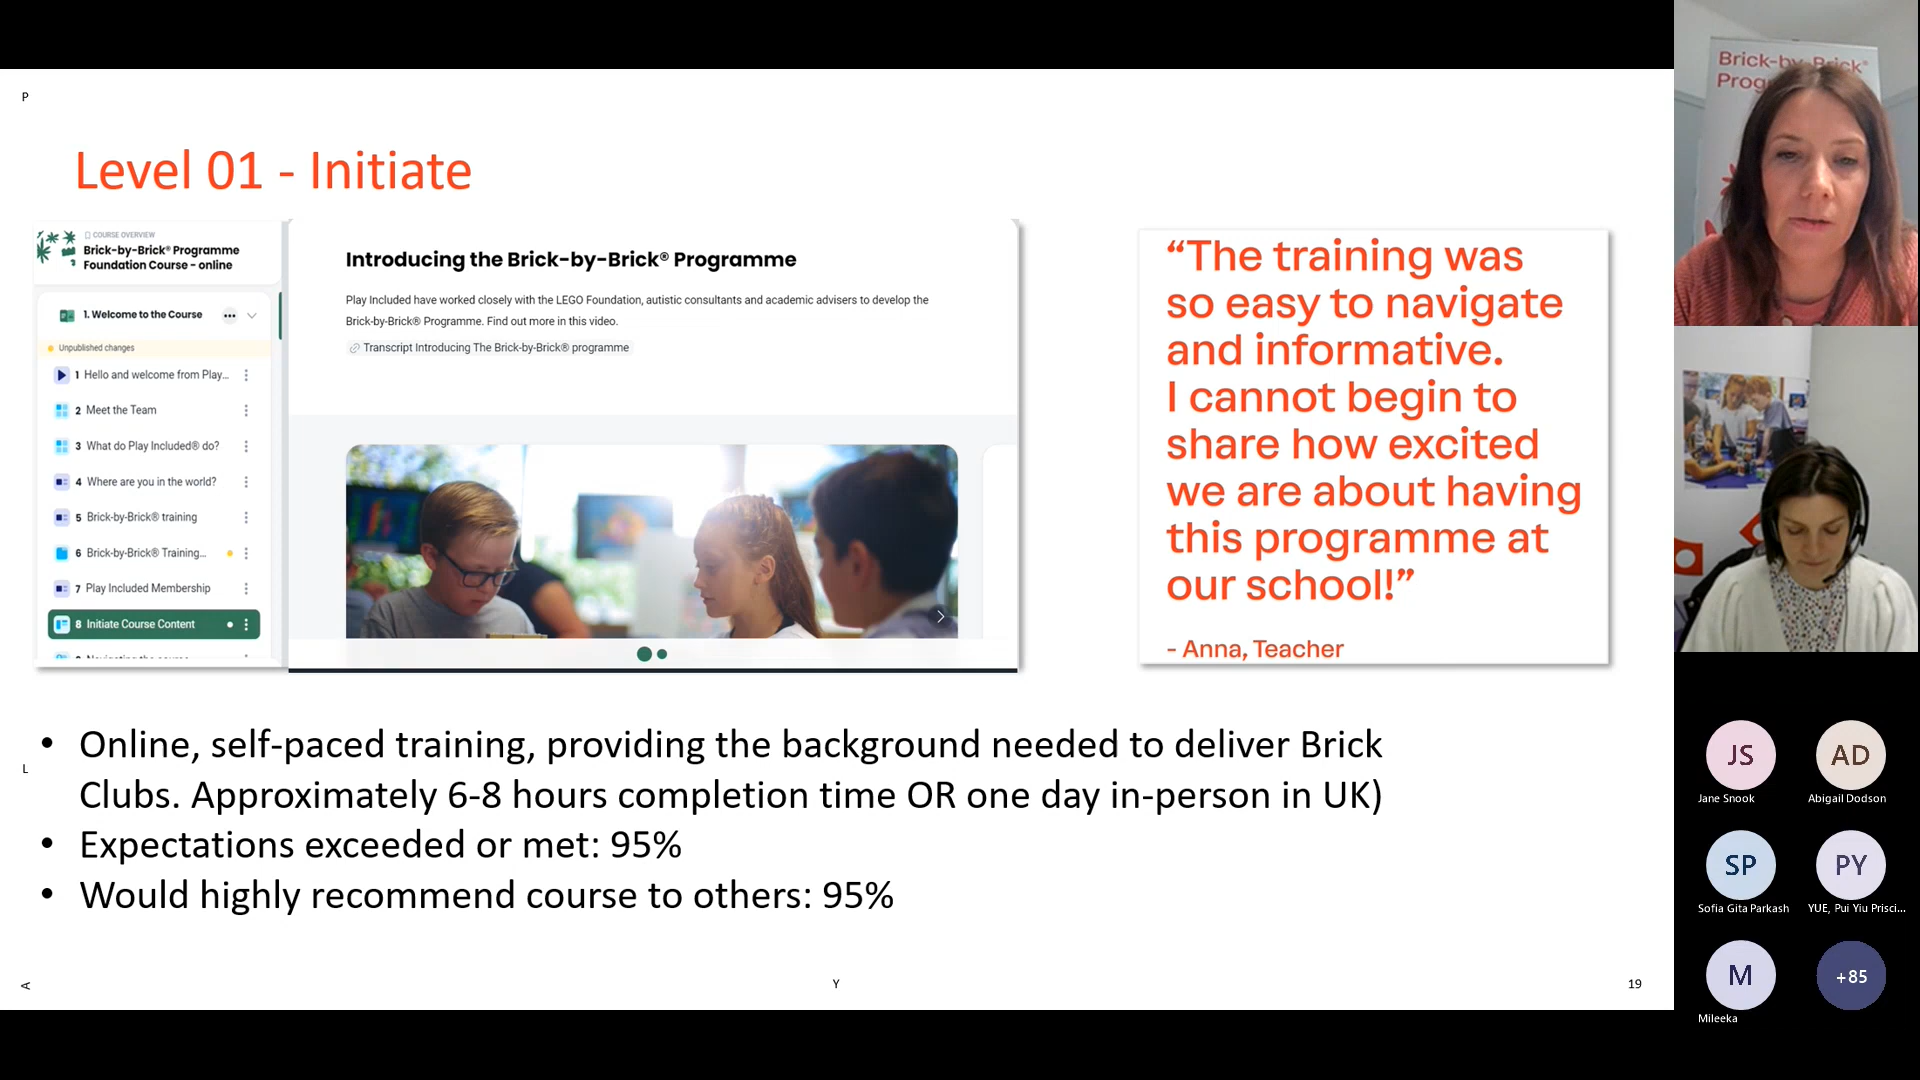 P
Level 01 - Initiate
COURSE OVERVIEW
Brick-by-Brick® Programme
Foundation Course - online
1. Welcome to the Course
Unpublished changes
1 Hello and welcome from Play...
2 Meet the Team
3 What do Play Included® do?
4 Where are you in the world?
5 Brick-by-Brick® training
6 Brick-by-Brick® Training...
7 Play Included Membership
8 Initiate Course Content
Introducing the Brick-by-Brick® Programme
Play Included have worked closely with the LEGO Foundation, autistic consultants and academic advisers to develop the
Brick-by-Brick® Programme. Find out more in this video.
Transcript Introducing The Brick-by-Brick® programme
“The training was
so easy to navigate
and informative.
I cannot begin to
share how excited
we are about having
this programme at
our school!”
- Anna, Teacher
• Online, self-paced training, providing the background needed to deliver Brick
Clubs. Approximately 6-8 hours completion time OR one day in-person in UK)
• Expectations exceeded or met: 95%
• Would highly recommend course to others: 95%
L
A
Y
19
Brick-by-Brick®
JS
Jane Snook
AD
Abigail Dodson
SP
Sofia Gita Parkash
PY
YUE, Pui Yiu Prisci...
M
Mileeka
+85